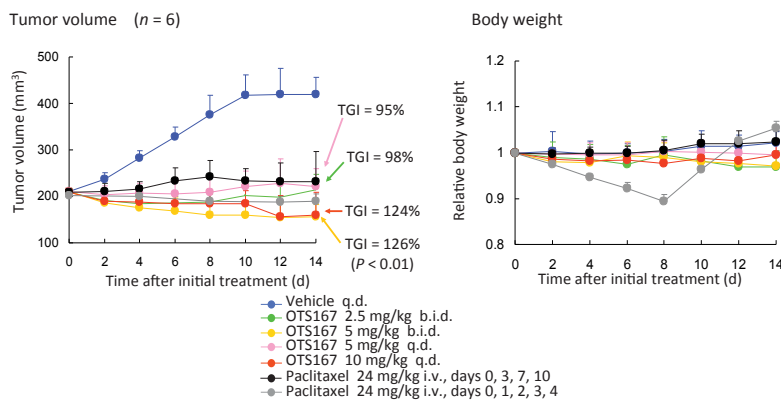 Tumor volume (n = 6)
Body weight
500
400
300
200
100
Tumor volume (mm³)
0 2 4 6 8 10 12 14
Time after initial treatment (d)
TGI = 95%
TGI = 98%
TGI = 124%
TGI = 126%
(P < 0.01)
1.2
1.1
1
0.9
0.8
Relative body weight
0 2 4 6 8 10 12 14
Time after initial treatment (d)
Vehicle q.d.
OTS167 2.5 mg/kg b.i.d.
OTS167 5 mg/kg b.i.d.
OTS167 5 mg/kg q.d.
OTS167 10 mg/kg q.d.
Paclitaxel 24 mg/kg i.v., days 0, 3, 7, 10
Paclitaxel 24 mg/kg i.v., days 0, 1, 2, 3, 4